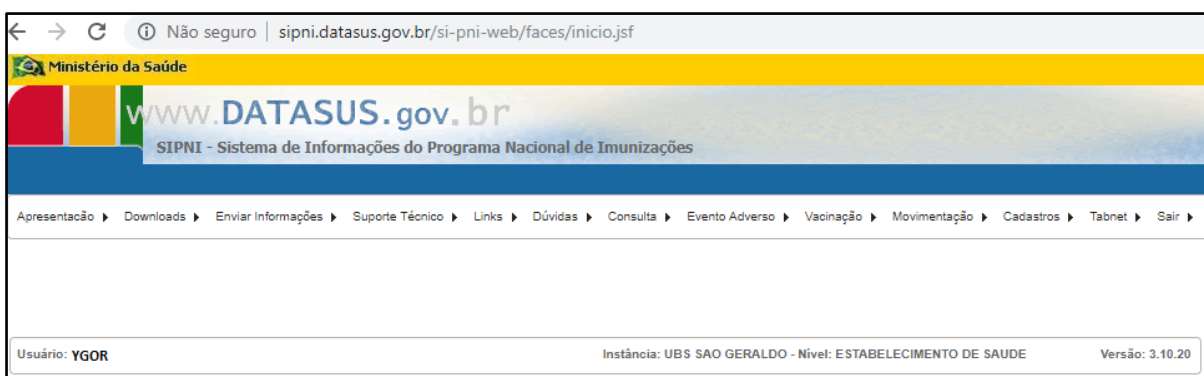 Não seguro | sipni.datasus.gov.br/si-pni-web/faces/inicio.jsf
Ministério da Saúde
www.DATASUS.gov.br
SIPNI - Sistema de Informações do Programa Nacional de Imunizações
Apresentacão Downloads Enviar Informações Suporte Técnico Links Dúvidas Consulta Evento Adverso Vacinação Movimentação Cadastros Tabnet Sair
Usuário: YGOR Instância: UBS SAO GERALDO - Nível: ESTABELECIMENTO DE SAUDE Versão: 3.10.20